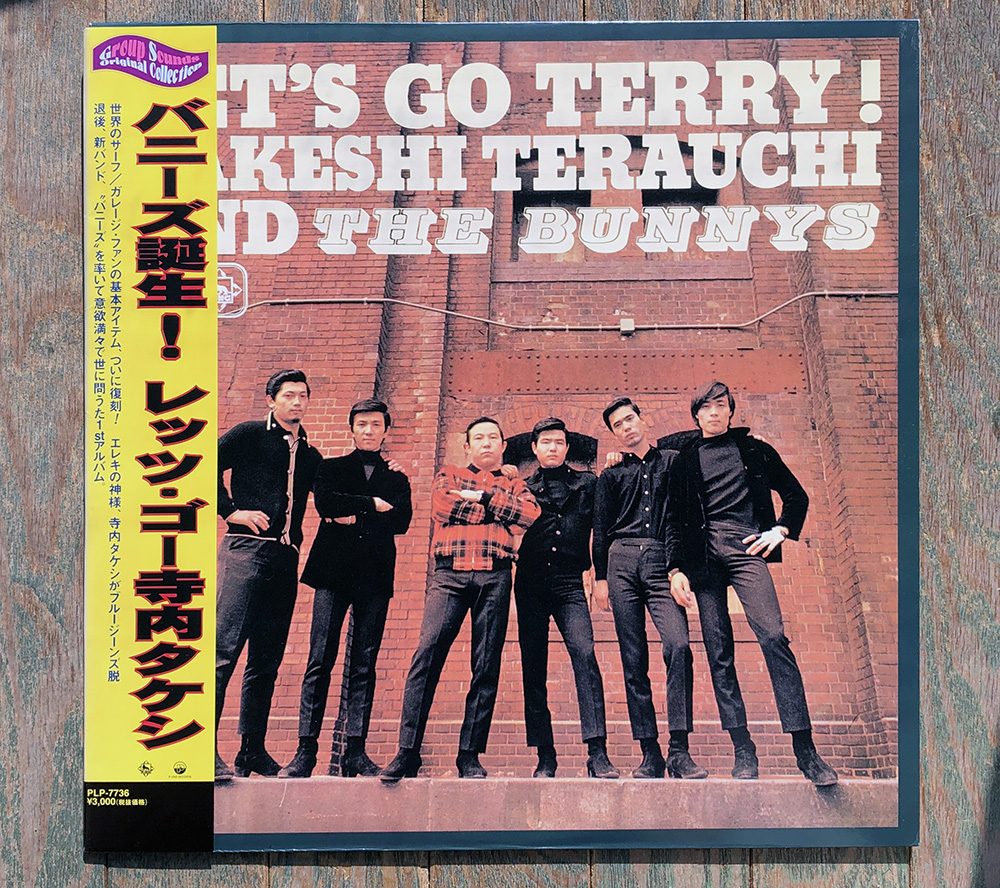 Group Sounds
Original Collection
バニーズ誕生！レッツ・ゴー寺内タケシ
世界のサーフ／ガレージ・ファンの基本アイテム、ついに復刻！ エレキの神様、寺内タケシがブルージーンズ脱
退後、新バンド、〝バニーズ〟を率いて意欲満々で世に問うた1stアルバム。
PLP-7736
¥3,000(税抜価格)
ET'S GO TERRY!
AKESHI TERAUCHI
ND THE BUNNYS